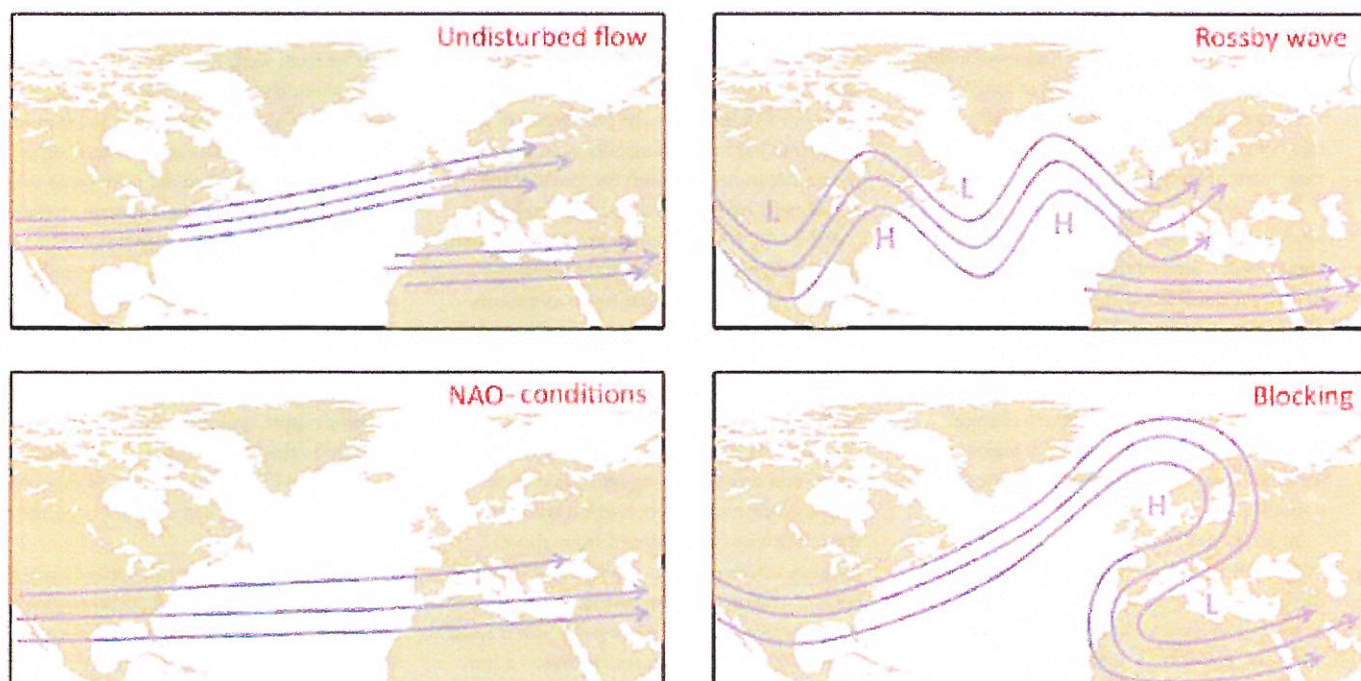 Undisturbed flow
Rossby wave
L
L
L
H
H
NAO- conditions
Blocking
H
L